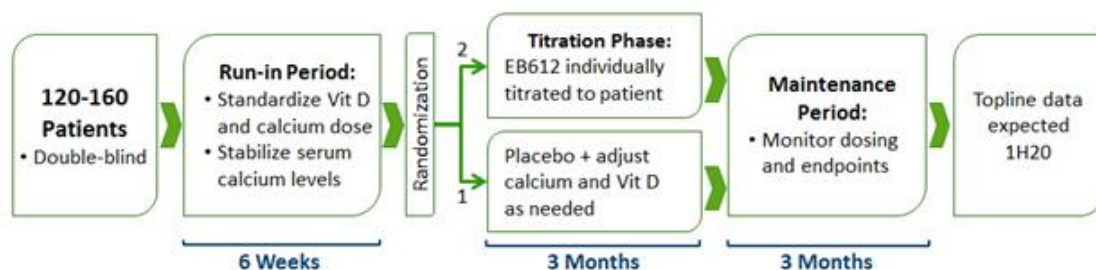 120-160
Patients
• Double-blind
Run-in Period:
• Standardize Vit D
and calcium dose
• Stabilize serum
calcium levels
Randomization
2
1
Titration Phase:
EB612 individually
titrated to patient
Placebo + adjust
calcium and Vit D
as needed
Maintenance
Period:
• Monitor dosing
and endpoints
Topline data
expected
1H20
6 Weeks
3 Months
3 Months